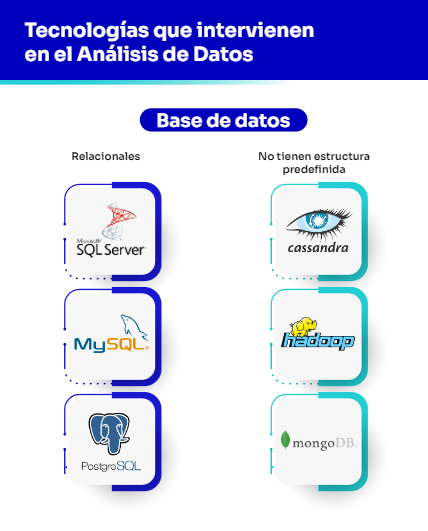 Tecnologías que intervienen
en el Análisis de Datos
Base de datos
Relacionales
No tienen estructura
predefinida
Microsoft
SQL Server
cassandra
MySQL
hadoop
PostgreSQL
mongoDB